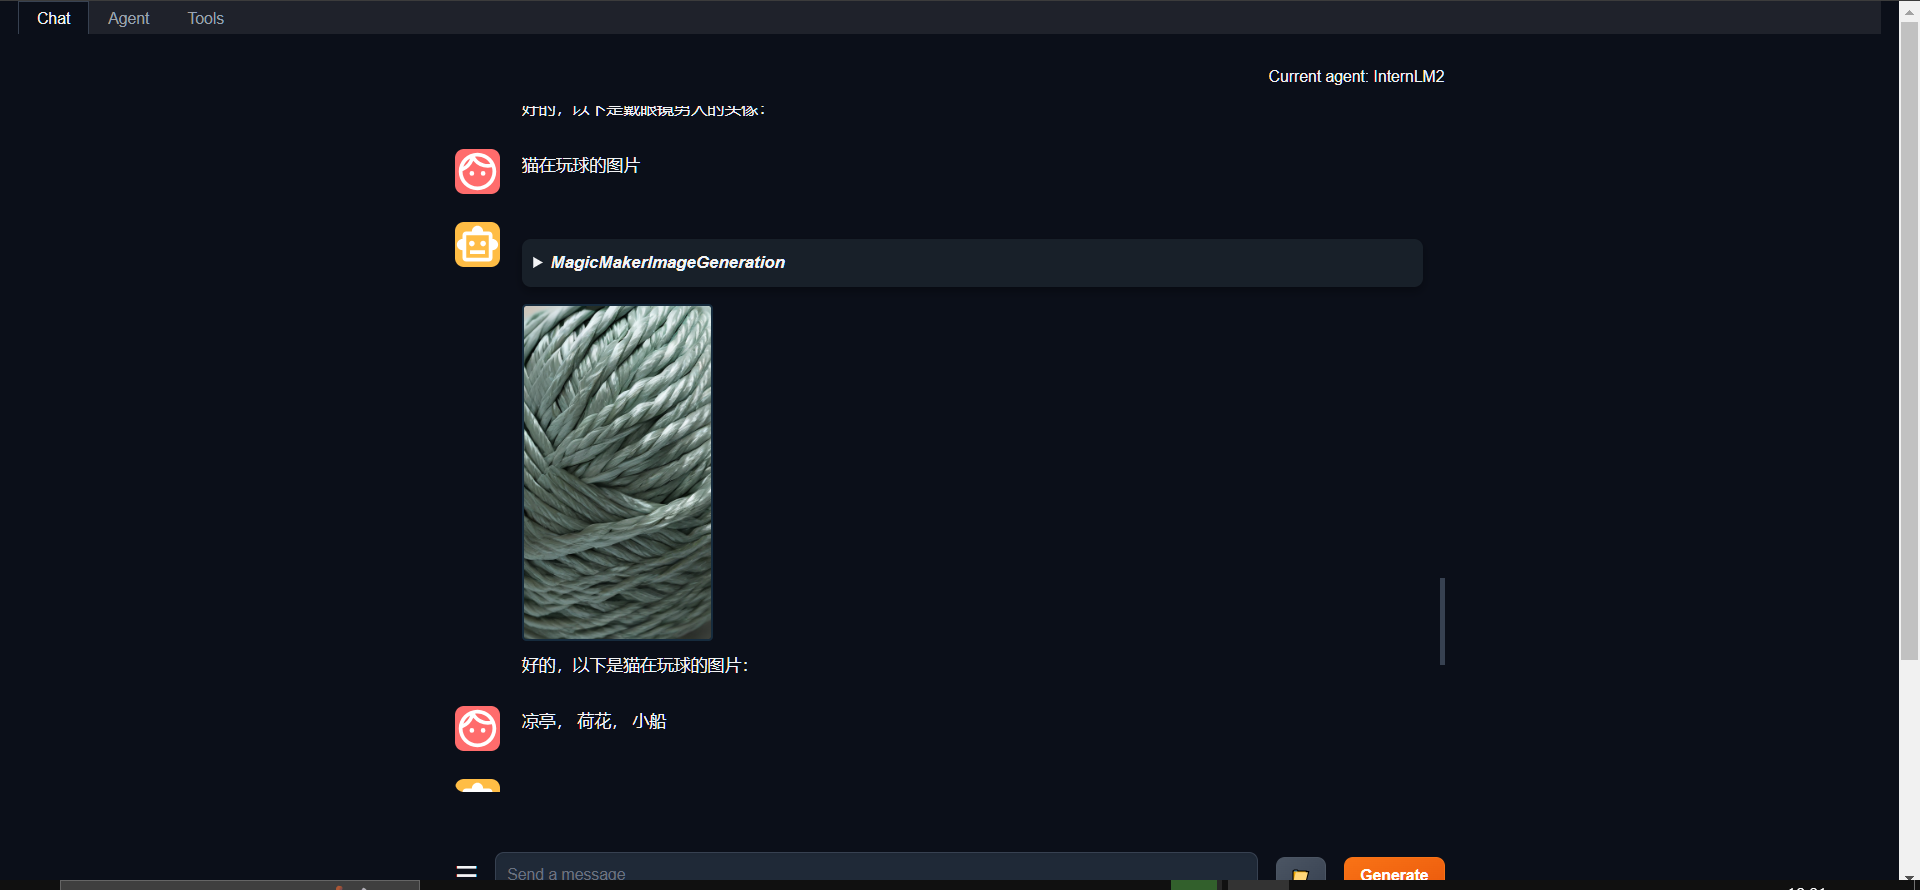 Chat
Agent
Tools
Current agent: InternLM2
好的，以下是戴眼镜男人的头像：
猫在玩球的图片
MagicMakerImageGeneration
好的，以下是猫在玩球的图片：
凉亭， 荷花， 小船
Send a message
Generate